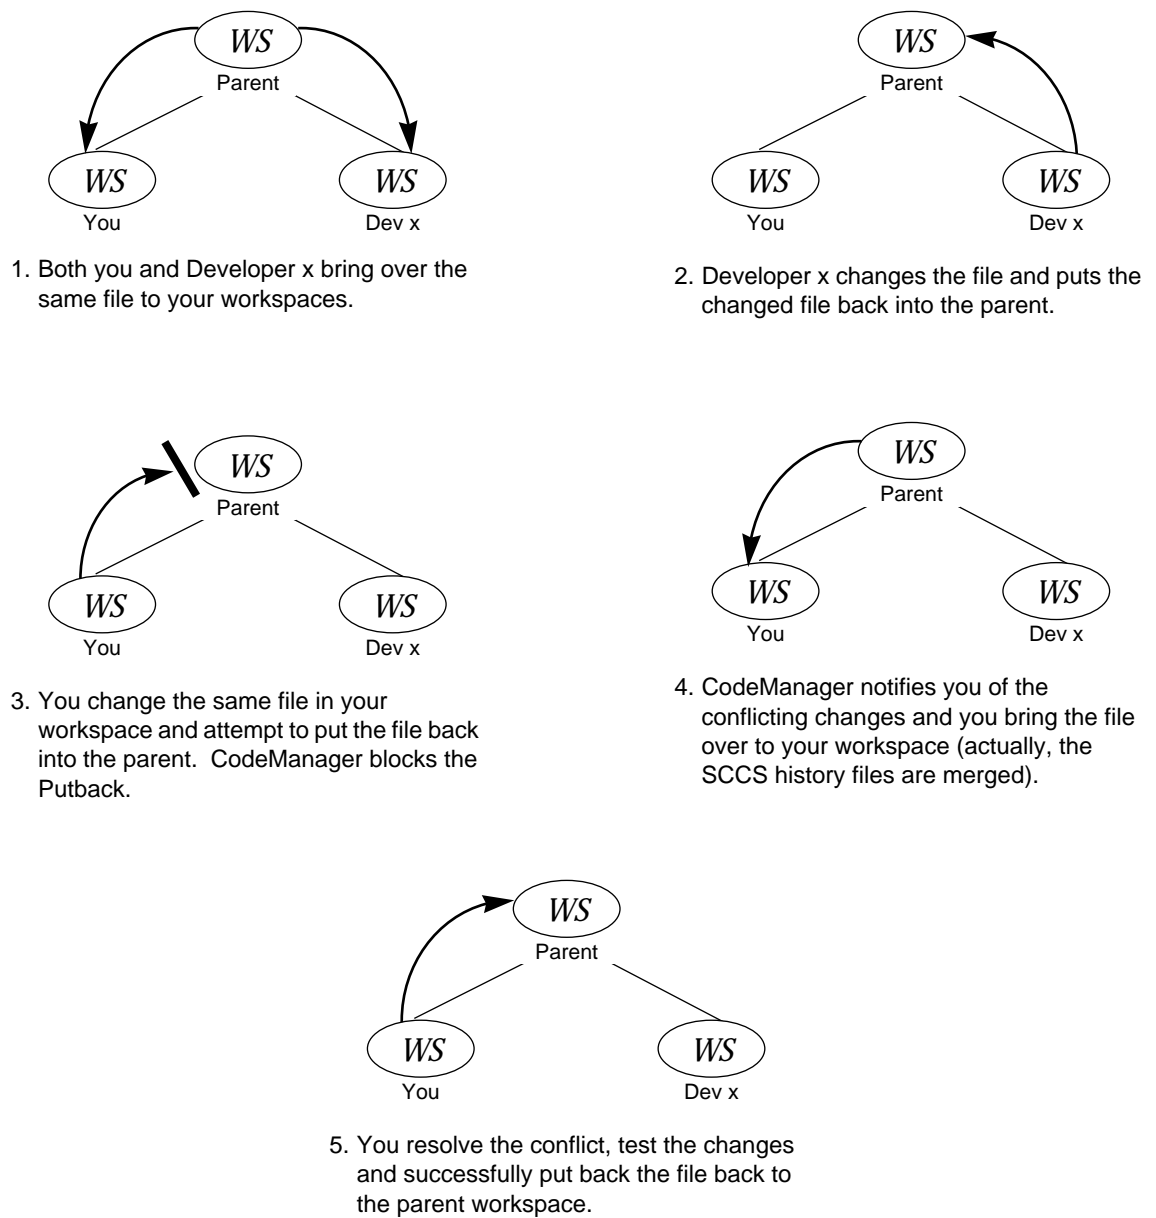 WS
Parent
WS
WS
You
Dev x
1. Both you and Developer x bring over the
same file to your workspaces.
WS
Parent
WS
WS
You
Dev x
2. Developer x changes the file and puts the
changed file back into the parent.
WS
Parent
WS
WS
You
Dev x
3. You change the same file in your
workspace and attempt to put the file back
into the parent.  CodeManager blocks the
Putback.
WS
Parent
WS
WS
You
Dev x
4. CodeManager notifies you of the
conflicting changes and you bring the file
over to your workspace (actually, the
SCCS history files are merged).
WS
Parent
WS
WS
You
Dev x
5. You resolve the conflict, test the changes
and successfully put back the file back to
the parent workspace.